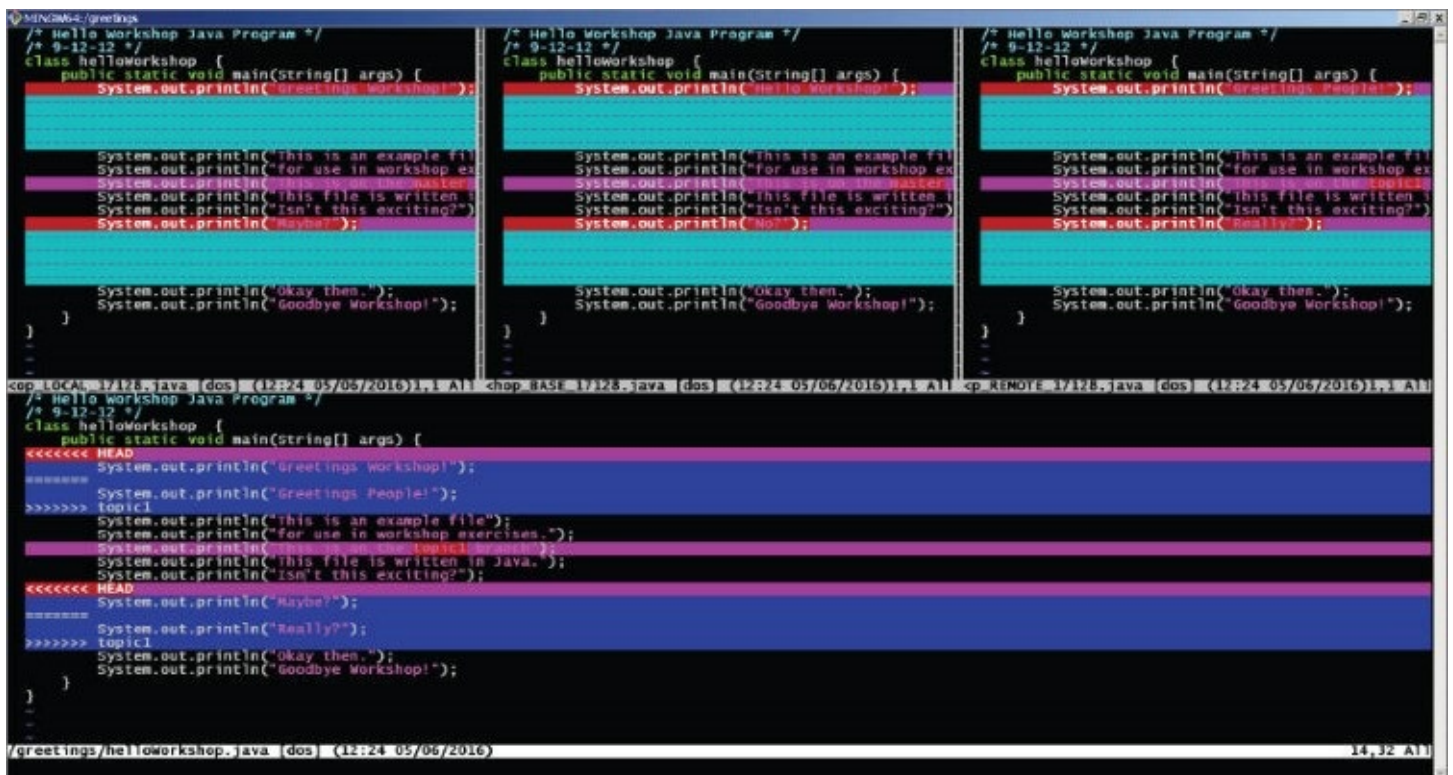 MINGW64:/greetings
/* Hello Workshop Java Program */
/* 9-12-12 */
class helloWorkshop {
public static void main(String[] args) {
System.out.println("Greetings Workshop!");
System.out.println("This is an example fil
System.out.println("for use in workshop ex
System.out.println("This is on the master
System.out.println("This file is written
System.out.println("Isn't this exciting?")
System.out.println("Maybe?");
System.out.println("Okay then.");
System.out.println("Goodbye Workshop!");
}
}
~
~
~
<op_LOCAL_17128.java [dos] (12:24 05/06/2016)1,1 All
/* Hello Workshop Java Program */
/* 9-12-12 */
class helloWorkshop {
public static void main(String[] args) {
System.out.println("Hello Workshop!");
System.out.println("This is an example fil
System.out.println("for use in workshop ex
System.out.println("This is on the master
System.out.println("This file is written
System.out.println("Isn't this exciting?")
System.out.println("No?");
System.out.println("Okay then.");
System.out.println("Goodbye Workshop!");
}
}
~
~
~
<hop_BASE_17128.java [dos] (12:24 05/06/2016)1,1 All
/* Hello Workshop Java Program */
/* 9-12-12 */
class helloWorkshop {
public static void main(String[] args) {
System.out.println("Greetings People!");
System.out.println("This is an example fil
System.out.println("for use in workshop ex
System.out.println("This is on the topic1
System.out.println("This file is written
System.out.println("Isn't this exciting?")
System.out.println("Really?");
System.out.println("Okay then.");
System.out.println("Goodbye Workshop!");
}
}
~
~
~
<p_REMOTE_17128.java [dos] (12:24 05/06/2016)1,1 All
/* Hello Workshop Java Program */
/* 9-12-12 */
class helloWorkshop {
public static void main(String[] args) {
<<<<<<< HEAD
System.out.println("Greetings Workshop!");
=======
System.out.println("Greetings People!");
>>>>>>> topic1
System.out.println("This is an example file");
System.out.println("for use in workshop exercises.");
System.out.println("This is on the topic1 branch");
System.out.println("This file is written in Java.");
System.out.println("Isn't this exciting?");
<<<<<<< HEAD
System.out.println("Maybe?");
=======
System.out.println("Really?");
>>>>>>> topic1
System.out.println("Okay then.");
System.out.println("Goodbye Workshop!");
}
}
~
~
~
/greetings/helloWorkshop.java [dos] (12:24 05/06/2016) 14,32 All